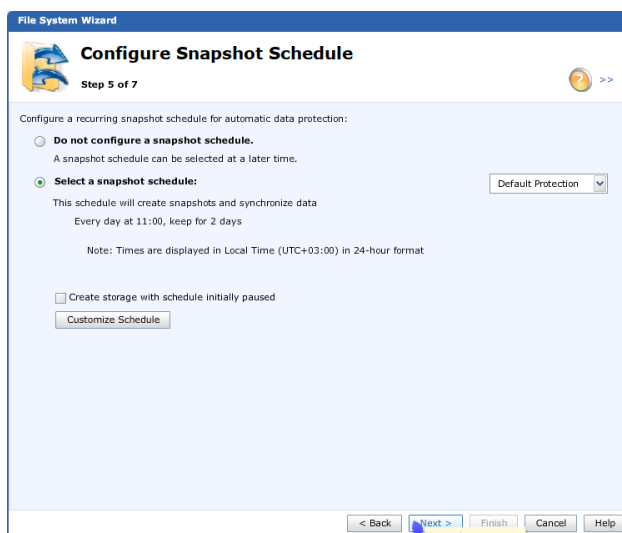 File System Wizard
Configure Snapshot Schedule
Step 5 of 7
?
>>
Configure a recurring snapshot schedule for automatic data protection:
Do not configure a snapshot schedule.
A snapshot schedule can be selected at a later time.
Select a snapshot schedule:
Default Protection
This schedule will create snapshots and synchronize data
Every day at 11:00, keep for 2 days
Note: Times are displayed in Local Time (UTC+03:00) in 24-hour format
Create storage with schedule initially paused
Customize Schedule
< Back
Next >
Finish
Cancel
Help